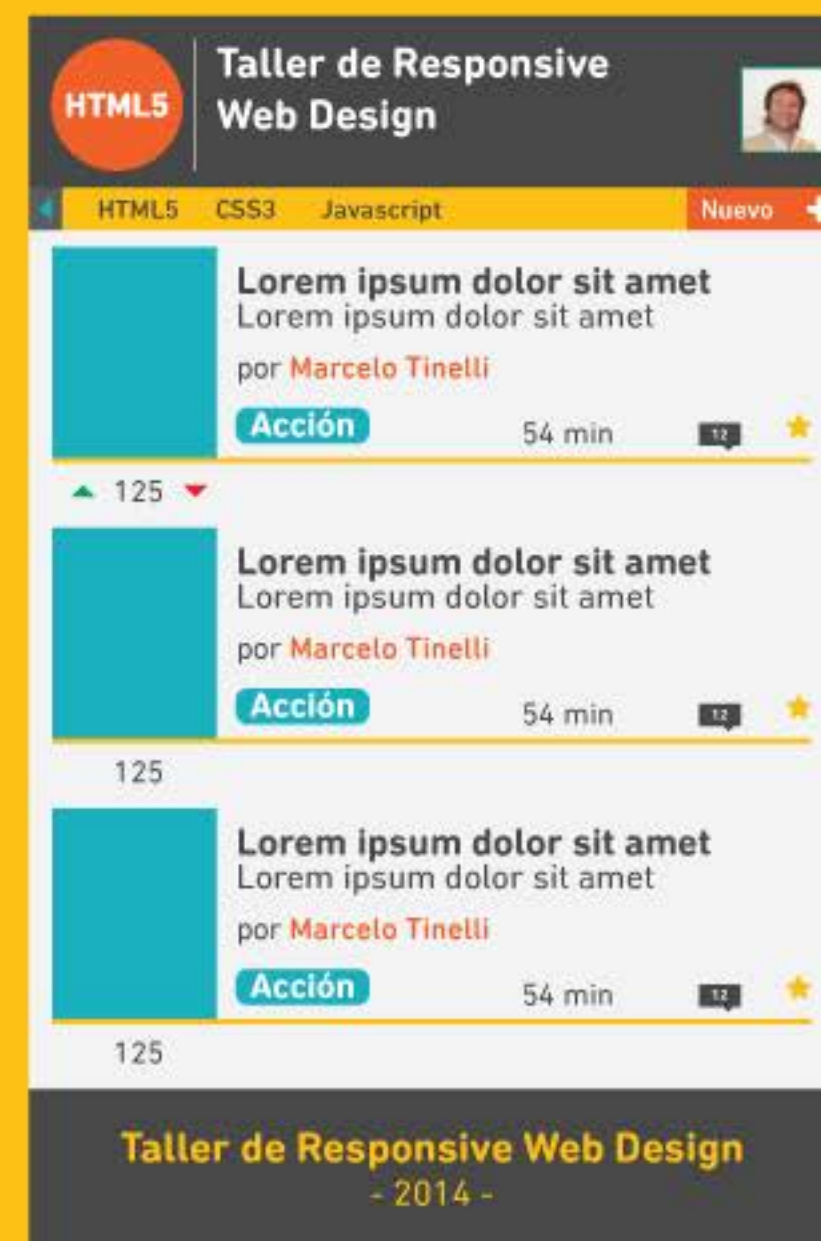 HTML5
Taller de Responsive
Web Design
HTML5 CSS3 Javascript Nuevo +
Lorem ipsum dolor sit amet
Lorem ipsum dolor sit amet
por Marcelo Tinelli
Acción 54 min 12
125
Lorem ipsum dolor sit amet
Lorem ipsum dolor sit amet
por Marcelo Tinelli
Acción 54 min 12
125
Lorem ipsum dolor sit amet
Lorem ipsum dolor sit amet
por Marcelo Tinelli
Acción 54 min 12
125
Taller de Responsive Web Design
- 2014 -